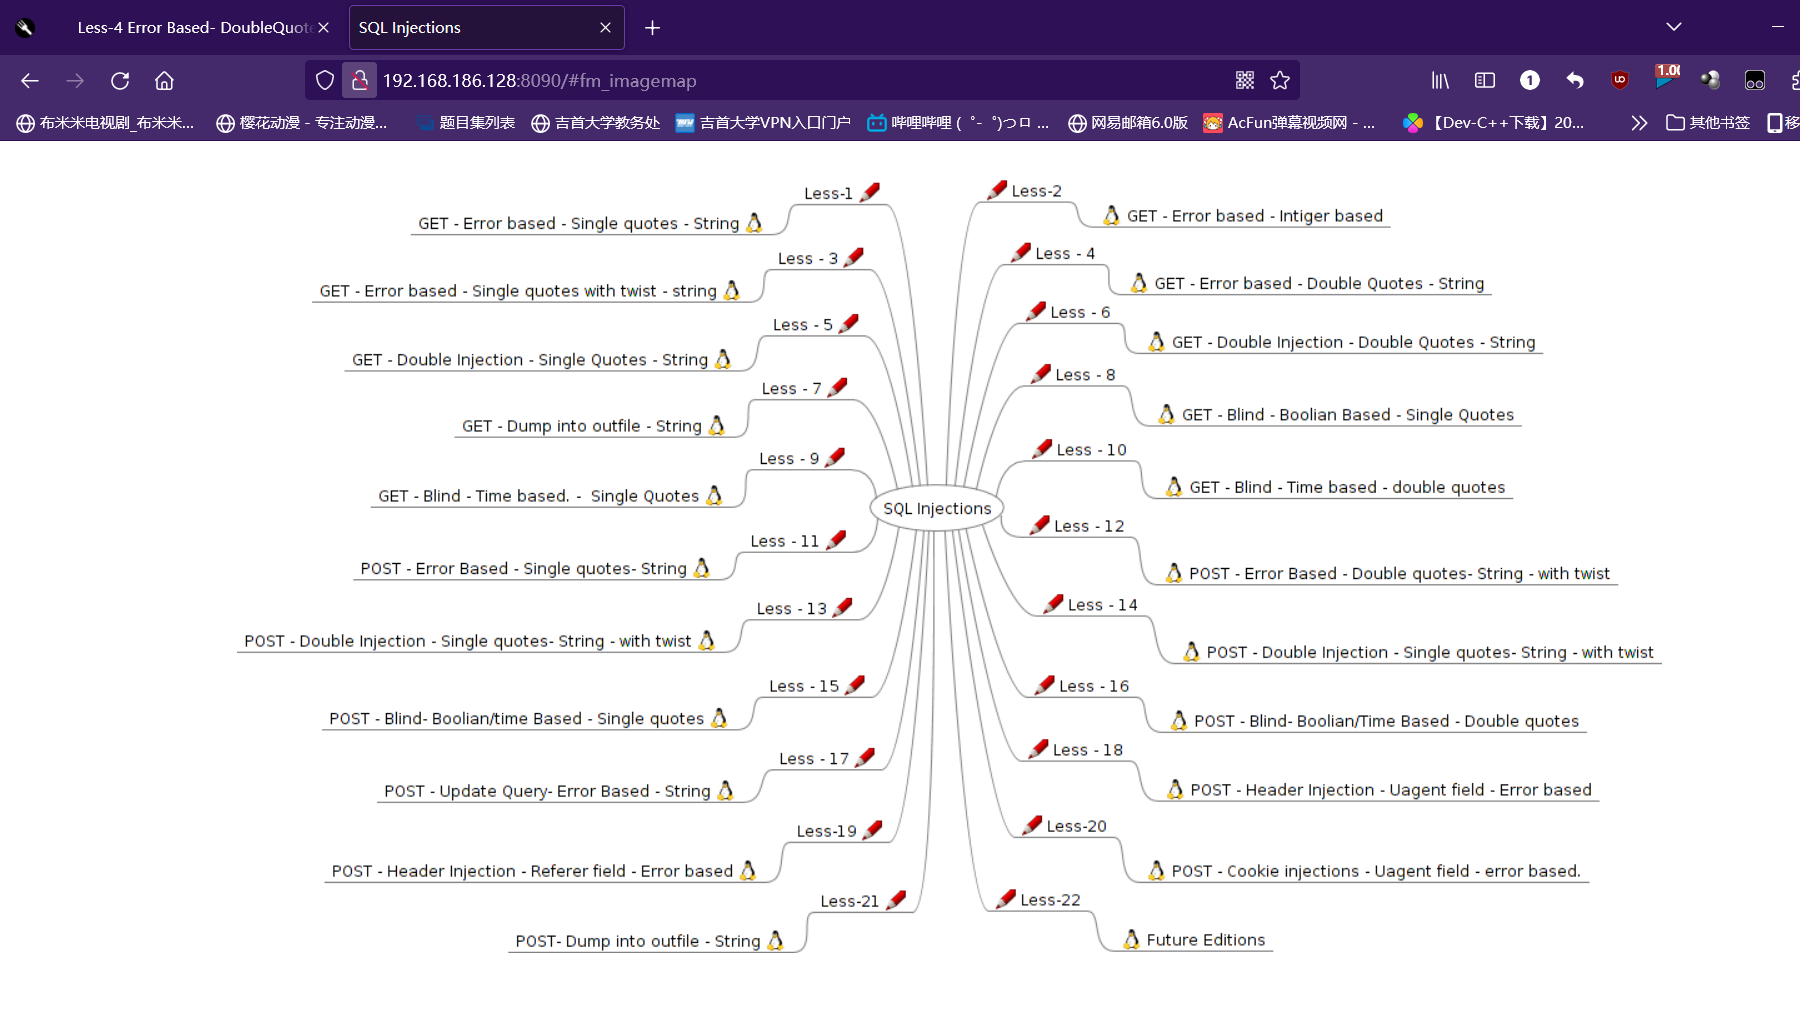 Less-4 Error Based- DoubleQuot
SQL Injections
192.168.186.128:8090/#fm_imagemap
1
1.0
布米米电视剧_布米米...
樱花动漫 - 专注动漫...
题目集列表
吉首大学教务处
吉首大学VPN入口门户
哔哩哔哩 ( ゜- ゜)つロ ...
网易邮箱6.0版
AcFun弹幕视频网 - ...
【Dev-C++下载】20...
其他书签
移
Less-1
GET - Error based - Single quotes - String
Less - 3
GET - Error based - Single quotes with twist - string
Less - 5
GET - Double Injection - Single Quotes - String
Less - 7
GET - Dump into outfile - String
Less - 9
GET - Blind - Time based. -  Single Quotes
Less - 11
POST - Error Based - Single quotes- String
Less - 13
POST - Double Injection - Single quotes- String - with twist
Less - 15
POST - Blind- Boolian/time Based - Single quotes
Less - 17
POST - Update Query- Error Based - String
Less-19
POST - Header Injection - Referer field - Error based
Less-21
POST- Dump into outfile - String
SQL Injections
Less-2
GET - Error based - Intiger based
Less - 4
GET - Error based - Double Quotes - String
Less - 6
GET - Double Injection - Double Quotes - String
Less - 8
GET - Blind - Boolian Based - Single Quotes
Less - 10
GET - Blind - Time based - double quotes
Less - 12
POST - Error Based - Double quotes- String - with twist
Less - 14
POST - Double Injection - Single quotes- String - with twist
Less - 16
POST - Blind- Boolian/Time Based - Double quotes
Less - 18
POST - Header Injection - Uagent field - Error based
Less-20
POST - Cookie injections - Uagent field - error based.
Less-22
Future Editions